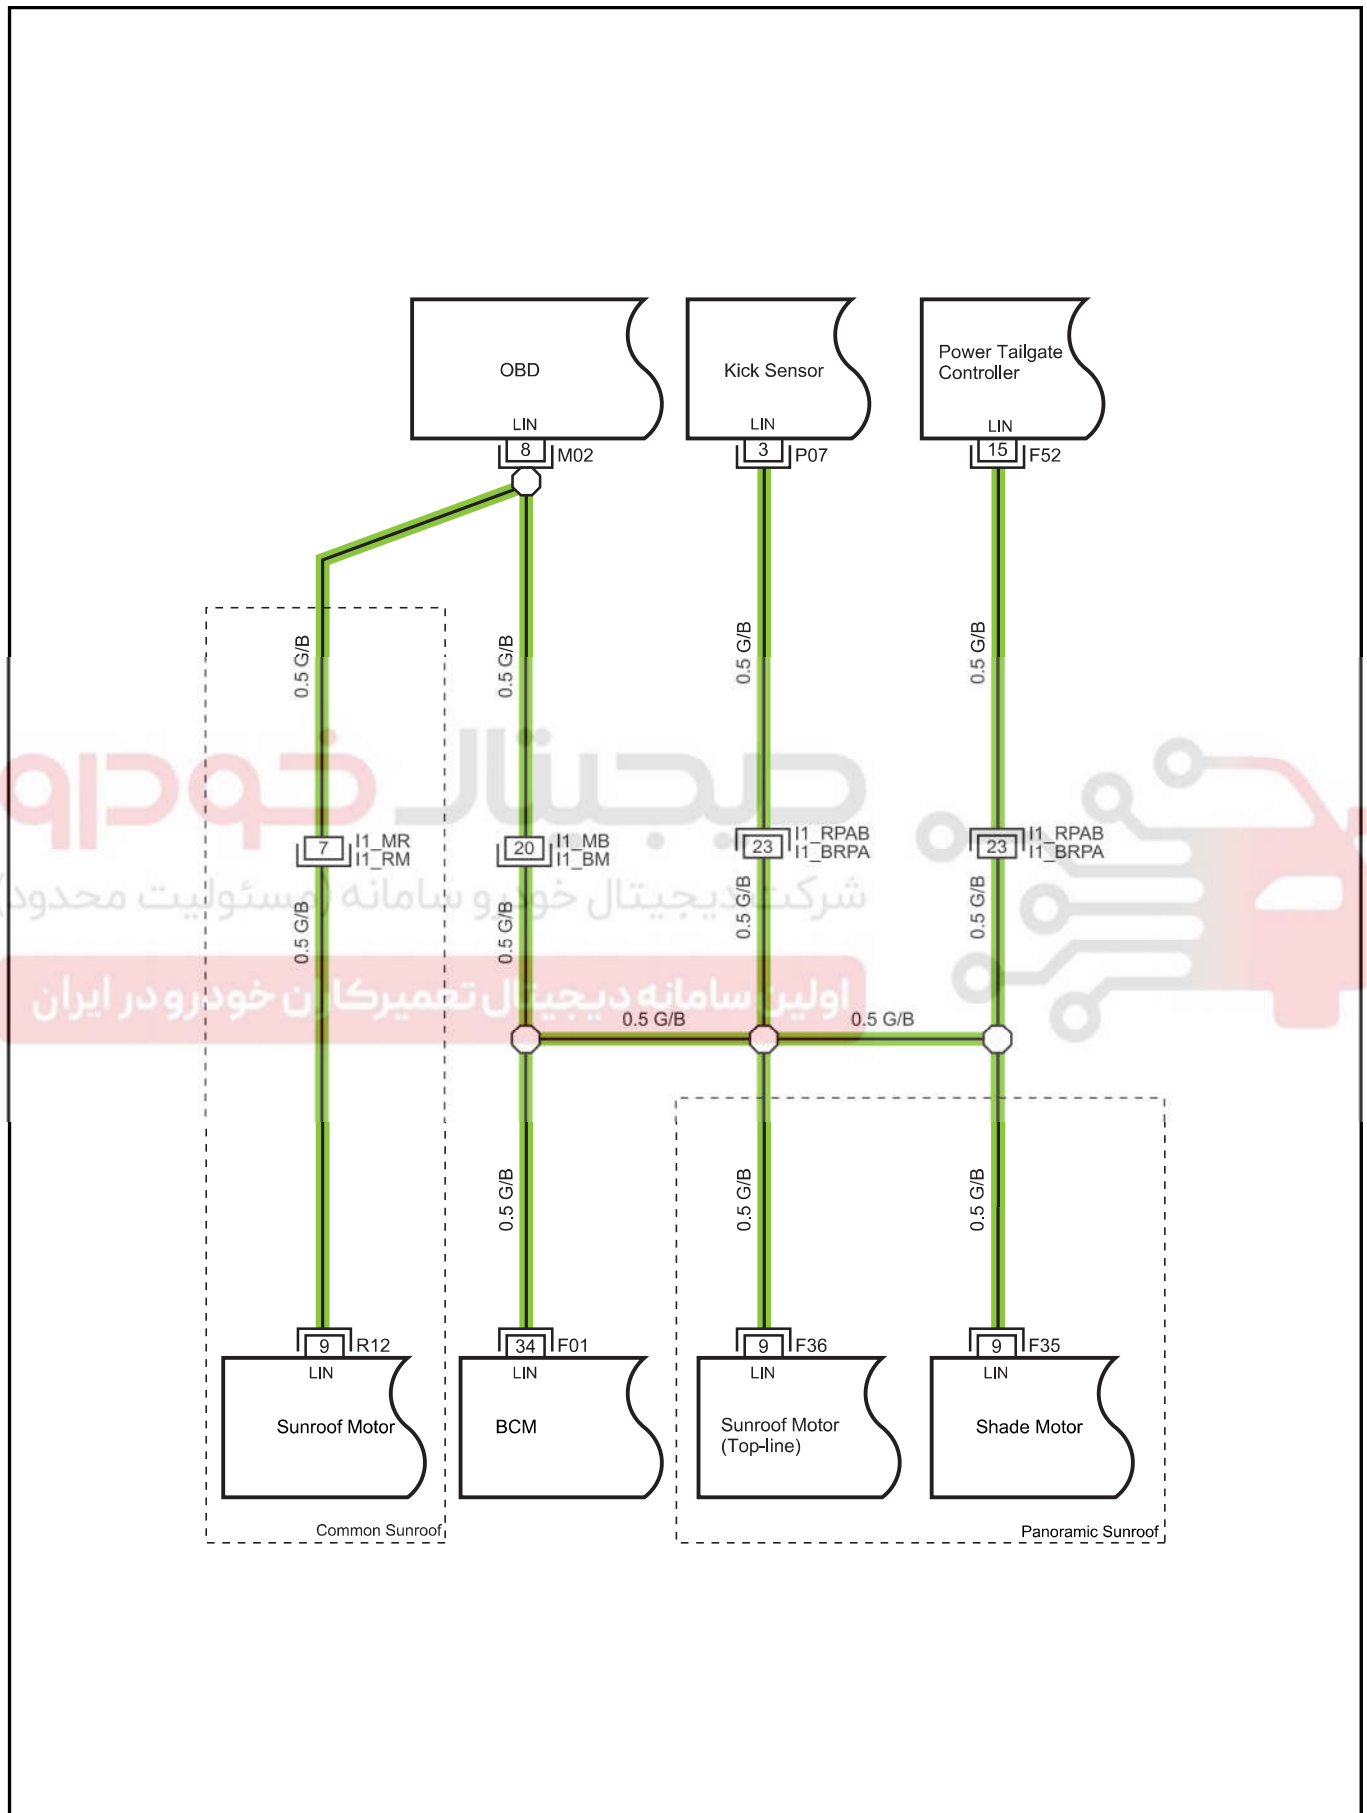 OBD
Kick Sensor
Power Tailgate
Controller
LIN
LIN
LIN
8
M02
3
P07
15
F52
0.5 G/B
0.5 G/B
0.5 G/B
0.5 G/B
دیجیتال خودرو
7
I1_MR
I1_RM
20
I1_MB
I1_BM
23
I1_RPAB
I1_BRPA
23
I1_RPAB
I1_BRPA
شرکت دیجیتال خودرو سامانه (مسئولیت محدود)
0.5 G/B
0.5 G/B
0.5 G/B
0.5 G/B
اولین سامانه دیجیتال تعمیرکاران خودرو در ایران
0.5 G/B
0.5 G/B
0.5 G/B
0.5 G/B
0.5 G/B
9
R12
34
F01
9
F36
9
F35
LIN
LIN
LIN
LIN
Sunroof Motor
BCM
Sunroof Motor
(Top-line)
Shade Motor
Common Sunroof
Panoramic Sunroof